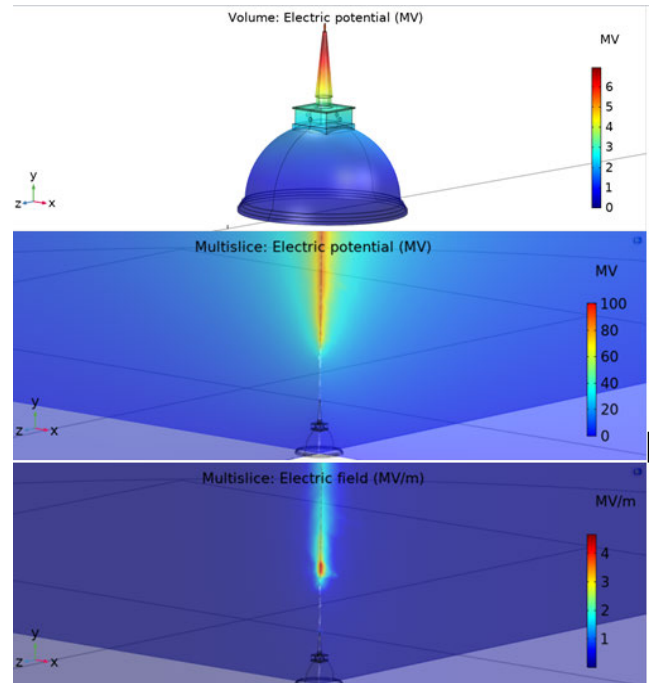 Volume: Electric potential (MV)
MV
6
5
4
3
2
1
0
y
z x
Multislice: Electric potential (MV)
MV
100
80
60
40
20
0
y
z x
Multislice: Electric field (MV/m)
MV/m
4
3
2
1
y
z x